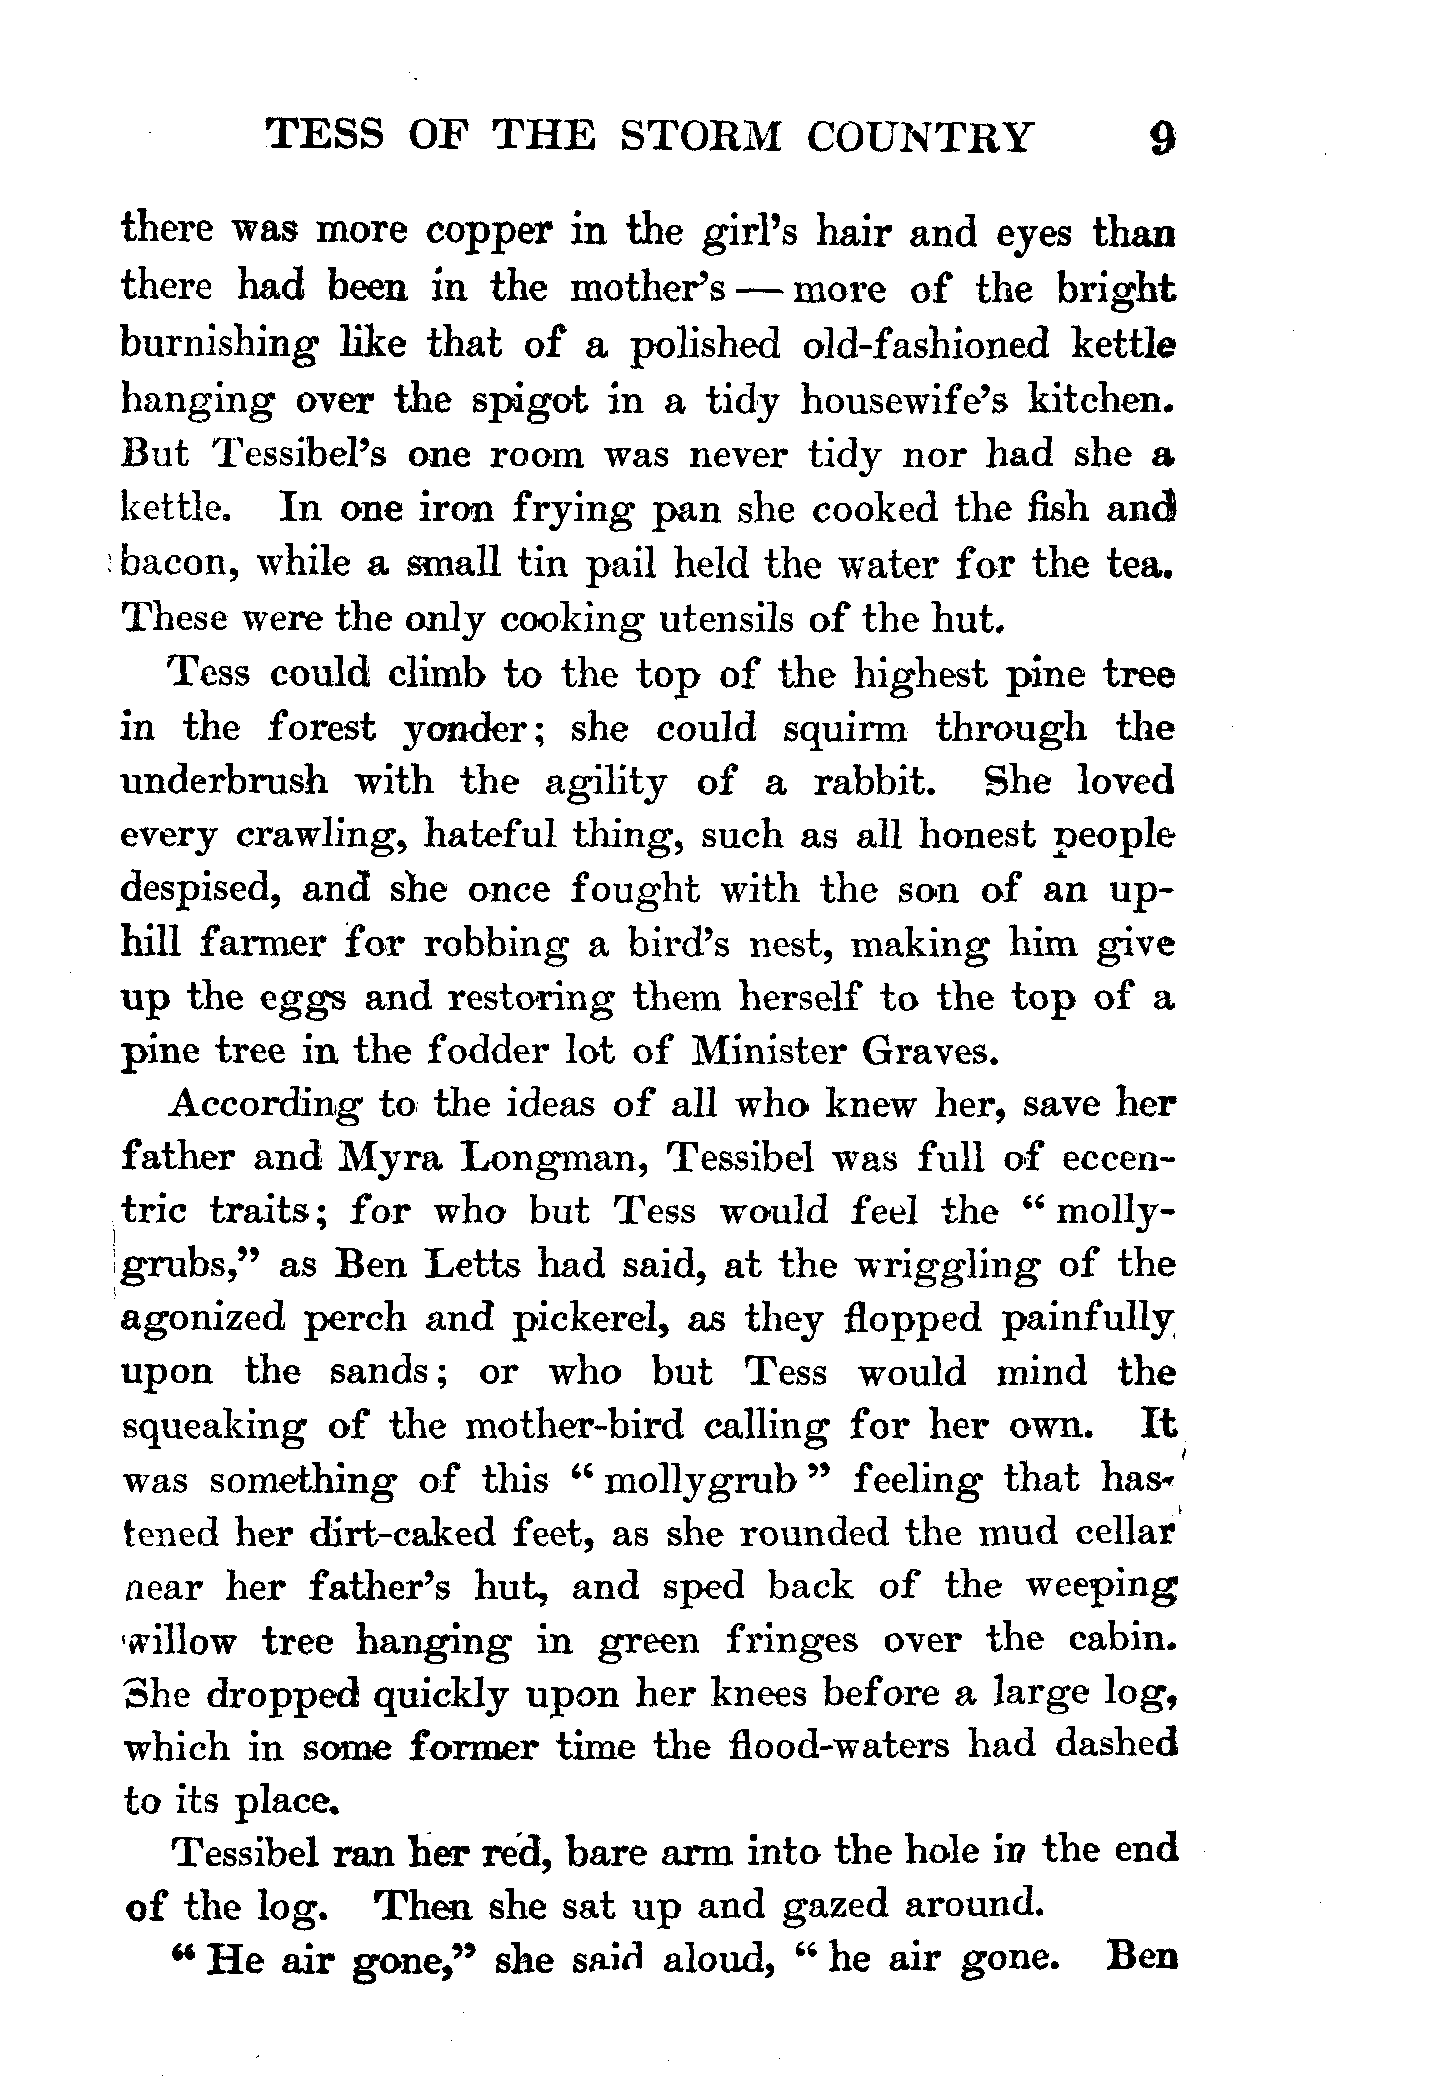 TESS OF THE STORM COUNTRY 9
there was more copper in the girl's hair and eyes than
there had been in the mother's — more of the bright
burnishing like that of a polished old-fashioned kettle
hanging over the spigot in a tidy housewife's kitchen.
But Tessibel's one room was never tidy nor had she a
kettle. In one iron frying pan she cooked the fish and
bacon, while a small tin pail held the water for the tea.
These were the only cooking utensils of the hut.
Tess could climb to the top of the highest pine tree
in the forest yonder; she could squirm through the
underbrush with the agility of a rabbit. She loved
every crawling, hateful thing, such as all honest people
despised, and she once fought with the son of an up-
hill farmer for robbing a bird's nest, making him give
up the eggs and restoring them herself to the top of a
pine tree in the fodder lot of Minister Graves.
According to the ideas of all who knew her, save her
father and Myra Longman, Tessibel was full of eccen-
tric traits; for who but Tess would feel the " molly-
grubs," as Ben Letts had said, at the wriggling of the
agonized perch and pickerel, as they flopped painfully
upon the sands; or who but Tess would mind the
squeaking of the mother-bird calling for her own. It
was something of this " mollygrub " feeling that has-
tened her dirt-caked feet, as she rounded the mud cellar
near her father's hut, and sped back of the weeping
willow tree hanging in green fringes over the cabin.
She dropped quickly upon her knees before a large log,
which in some former time the flood-waters had dashed
to its place.
Tessibel ran her red, bare arm into the hole in the end
of the log. Then she sat up and gazed around.
" He air gone," she said aloud, " he air gone. Ben